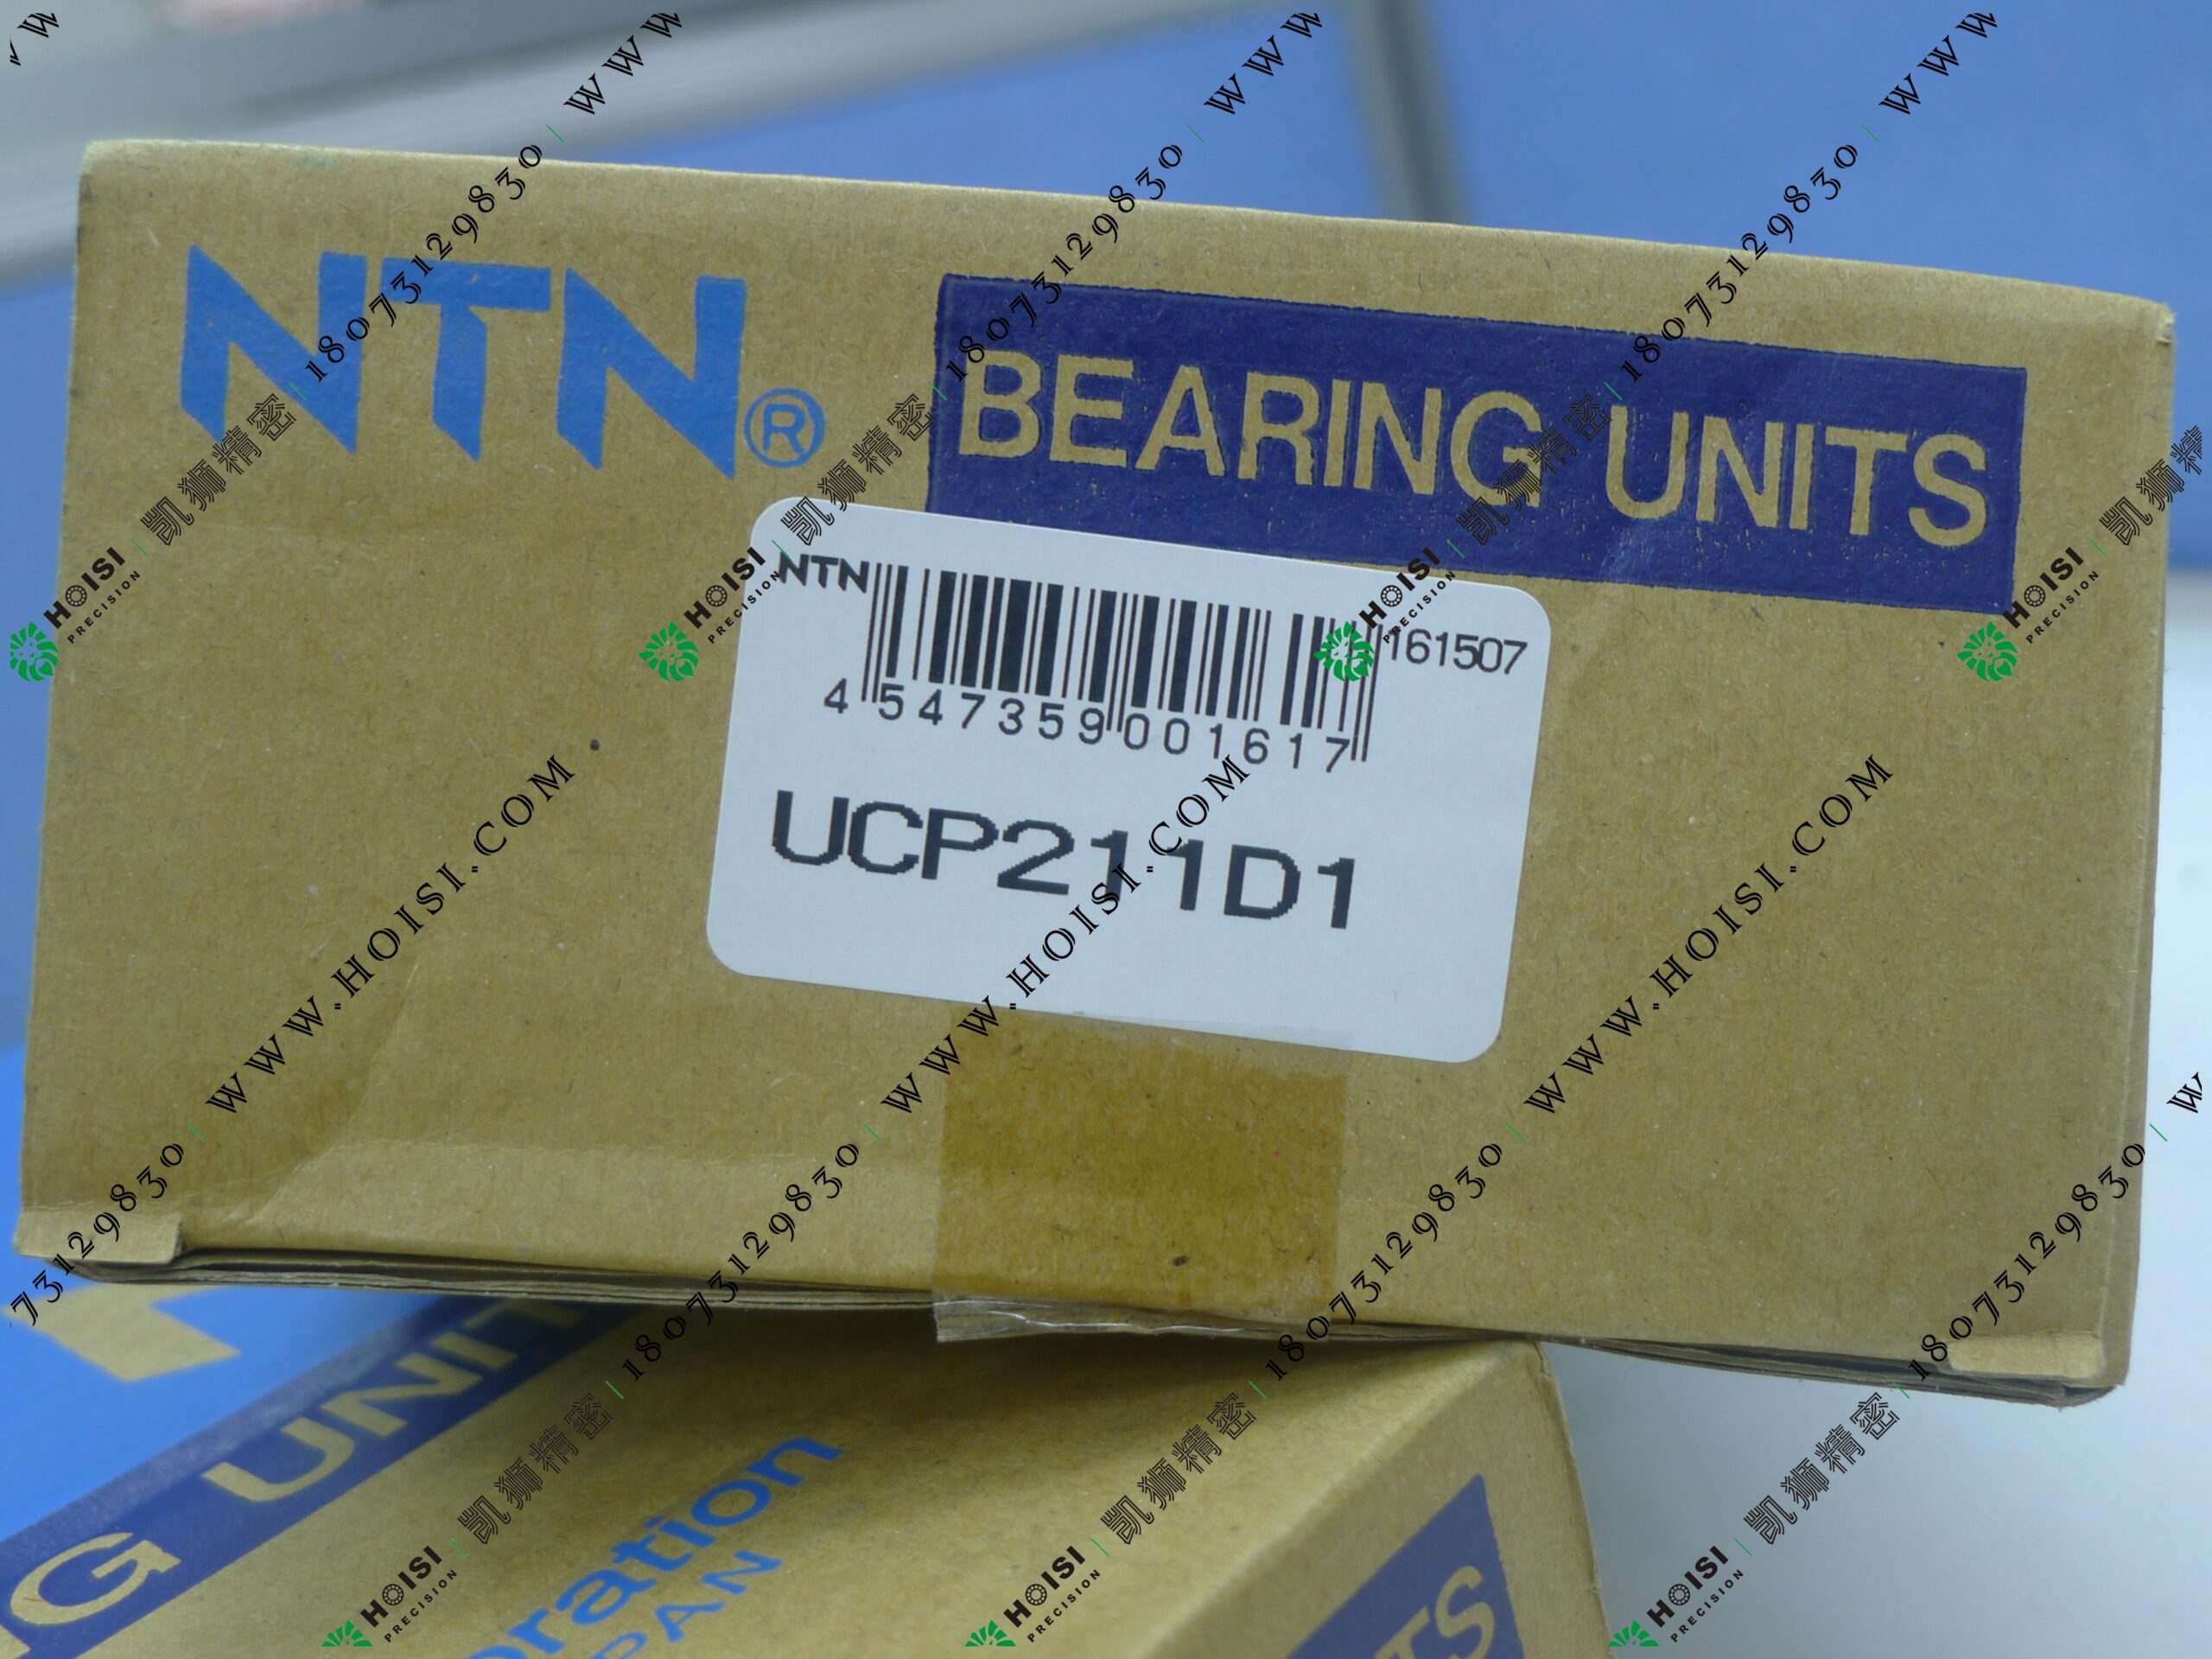 NTN®
BEARING UNITS
NTN
161507
4 547359 001617
UCP211D1
G UNIT
oration
PAN
TS
HOISI PRECISION | 凯狮精密 | 18073129830 | WWW.HOISI.COM